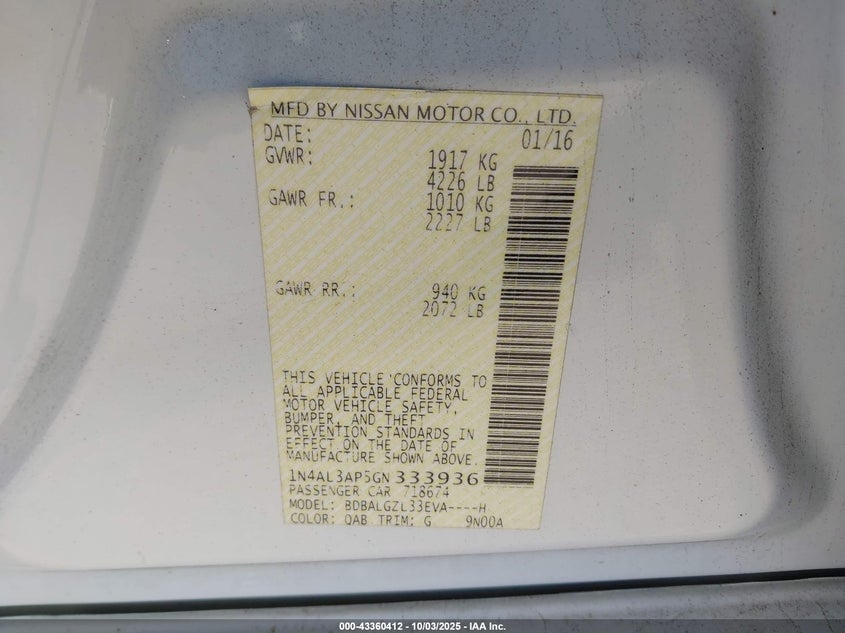 MFD BY NISSAN MOTOR CO., LTD.
DATE: 01/16
GVWR: 1917 KG
4226 LB
GAWR FR.: 1010 KG
2227 LB
GAWR RR.: 940 KG
2072 LB
THIS VEHICLE CONFORMS TO
ALL APPLICABLE FEDERAL
MOTOR VEHICLE SAFETY,
BUMPER, AND THEFT
PREVENTION STANDARDS IN
EFFECT ON THE DATE OF
MANUFACTURE SHOWN ABOVE.
1N4AL3AP5GN 333936
PASSENGER CAR 718674
MODEL: BDBALGZL33EVA----H
COLOR: QAB TRIM: G 9N00A
000-43360412 - 10/03/2025 - IAA Inc.